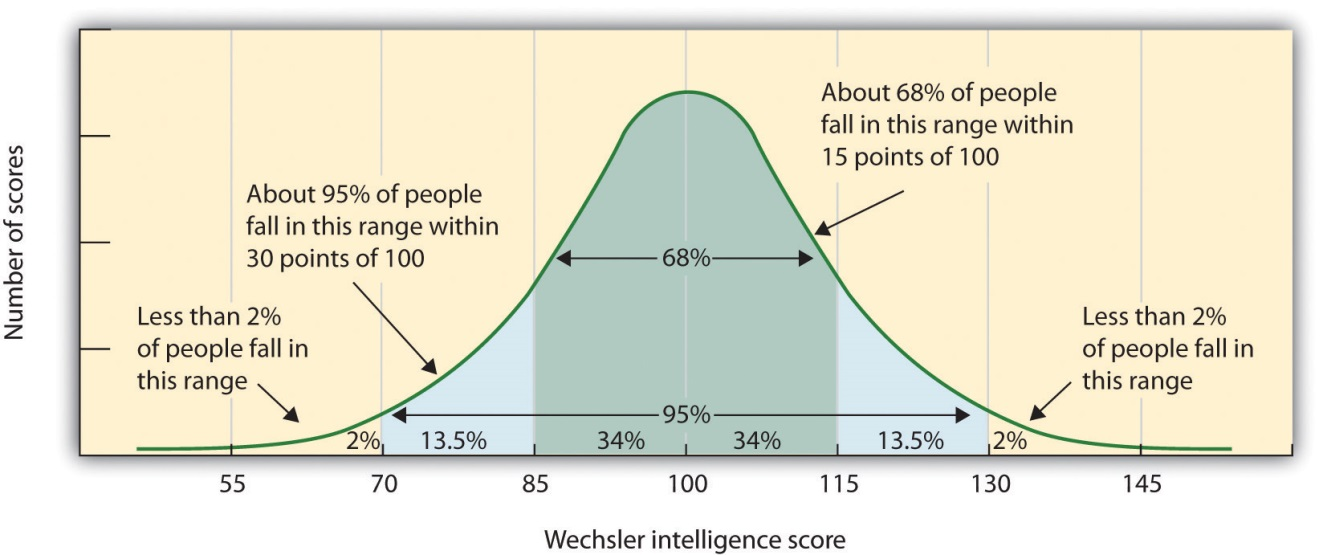 Number of scores
About 68% of people
fall in this range within
15 points of 100
About 95% of people
fall in this range within
30 points of 100
68%
Less than 2%
of people fall in
this range
Less than 2%
of people fall in
this range
95%
2% 13.5% 34% 34% 13.5% 2%
55 70 85 100 115 130 145
Wechsler intelligence score